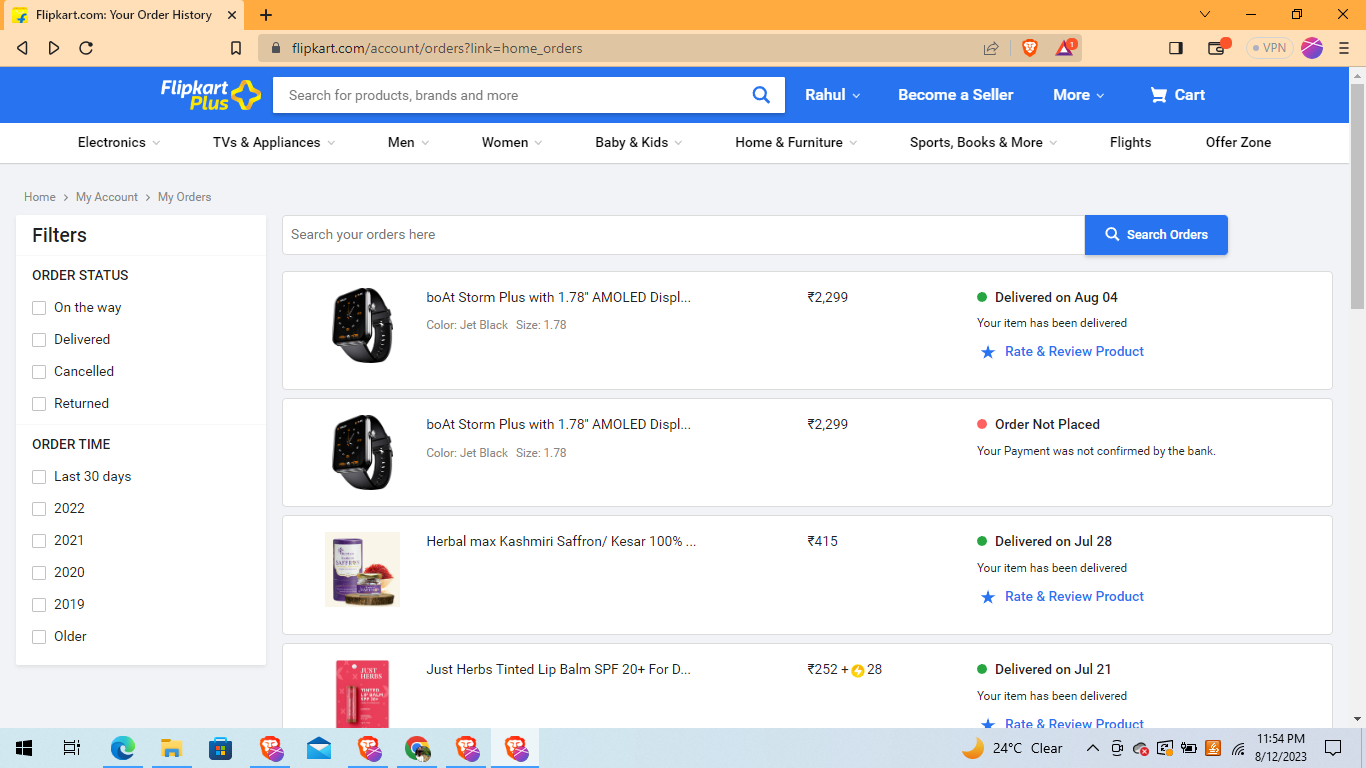 Flipkart.com: Your Order History
flipkart.com/account/orders?link=home_orders
1
VPN
Flipkart
Plus
Search for products, brands and more
Rahul
Become a Seller
More
Cart
Electronics
TVs & Appliances
Men
Women
Baby & Kids
Home & Furniture
Sports, Books & More
Flights
Offer Zone
Home
My Account
My Orders
Filters
ORDER STATUS
On the way
Delivered
Cancelled
Returned
ORDER TIME
Last 30 days
2022
2021
2020
2019
Older
Search your orders here
Search Orders
boAt Storm Plus with 1.78" AMOLED Displ...
Color: Jet Black Size: 1.78
₹2,299
Delivered on Aug 04
Your item has been delivered
Rate & Review Product
boAt Storm Plus with 1.78" AMOLED Displ...
Color: Jet Black Size: 1.78
₹2,299
Order Not Placed
Your Payment was not confirmed by the bank.
SAFFRON
Herbal max Kashmiri Saffron/ Kesar 100% ...
₹415
Delivered on Jul 28
Your item has been delivered
Rate & Review Product
JUST
HERBS
TINTED
LIP BALM
SPF 20+
Just Herbs Tinted Lip Balm SPF 20+ For D...
₹252 + 28
Delivered on Jul 21
Your item has been delivered
Rate & Review Product
24°C Clear
11:54 PM
8/12/2023